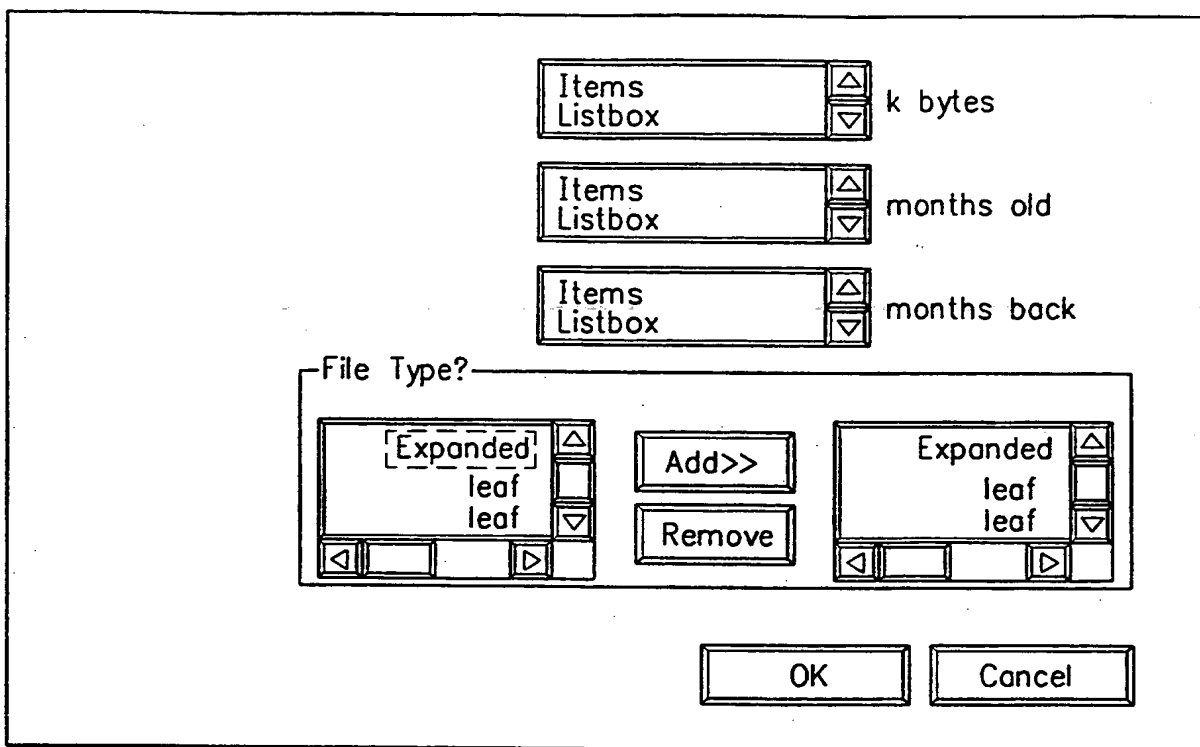 Items
Listbox
k bytes
Items
Listbox
months old
Items
Listbox
months back
File Type?
Expanded
leaf
leaf
Add>>
Remove
Expanded
leaf
leaf
OK
Cancel